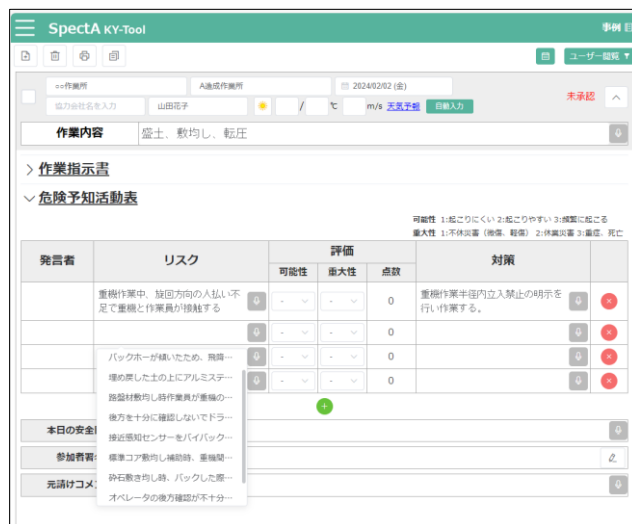 SpectA KY-Tool 事例
ユーザー閲覧 ▼
○○作業所 A造成作業所 2024/02/02 (金)
協力会社名を入力 山田花子 / ℃ m/s 天気予報 自動入力 未承認
作業内容 盛土、敷均し、転圧
作業指示書
危険予知活動表
可能性 1:起こりにくい 2:起こりやすい 3:頻繁に起こる
重大性 1:不休災害(微傷、軽傷) 2:休業災害 3:重症、死亡
発言者 リスク 評価 対策
可能性 重大性 点数
重機作業中、旋回方向の人払い不 - - 0 重機作業半径内立入禁止の明示を
足で重機と作業員が接触する 行い作業する。
- - 0
- - 0
- - 0
バックホーが傾いたため、飛降…
埋め戻した土の上にアルミステ…
路盤材敷均し時作業員が重機の…
後方を十分に確認しないでドラ…
接近感知センサーをバイパック…
標準コア敷均し補助時、重機関…
砕石敷き均し時、バックした際…
オペレータの後方確認が不十分…
本日の安全
参加者署
元請けコメ